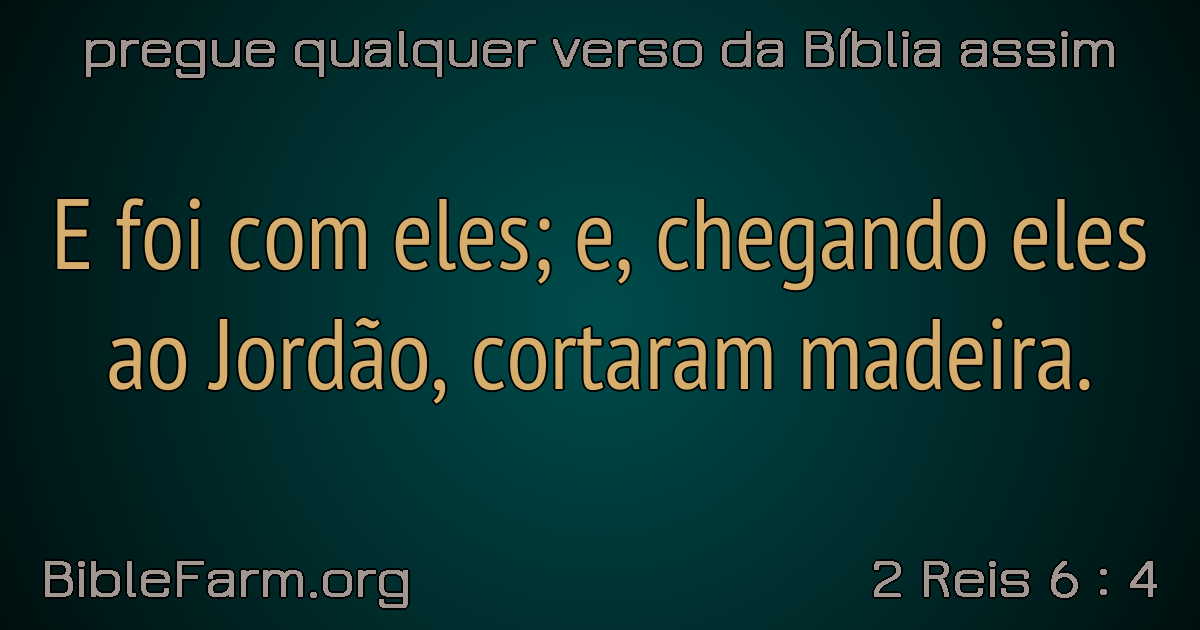 pregue qualquer verso da Bíblia assim
E foi com eles; e, chegando eles
ao Jordão, cortaram madeira.
BibleFarm.org
2 Reis 6 : 4